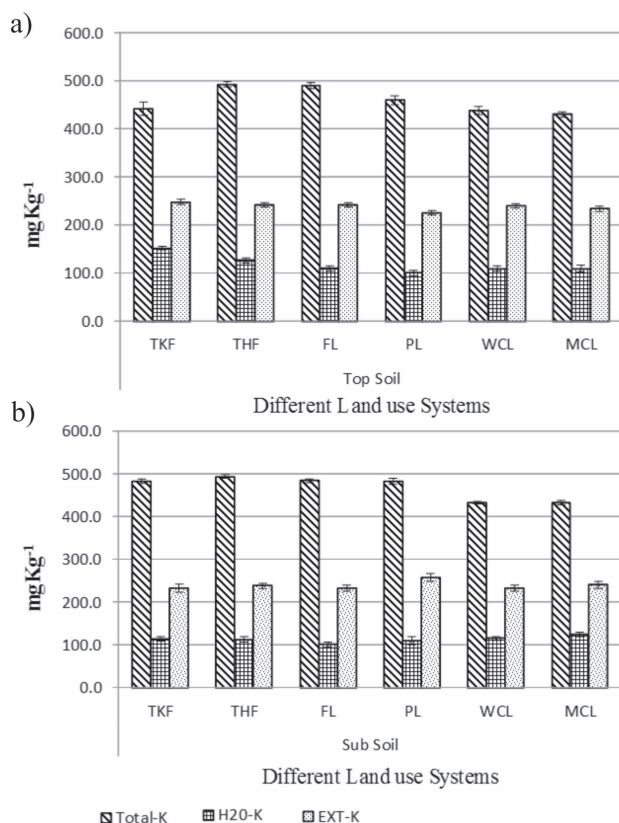 a)
600.0
500.0
400.0
300.0
200.0
100.0
0.0
mgKg-1
TKF THF FL PL WCL MCL
Top Soil
Different Land use Systems
b)
600.0
500.0
400.0
300.0
200.0
100.0
0.0
mgKg-1
TKF THF FL PL WCL MCL
Sub Soil
Different Land use Systems
Total-K H20-K EXT-K